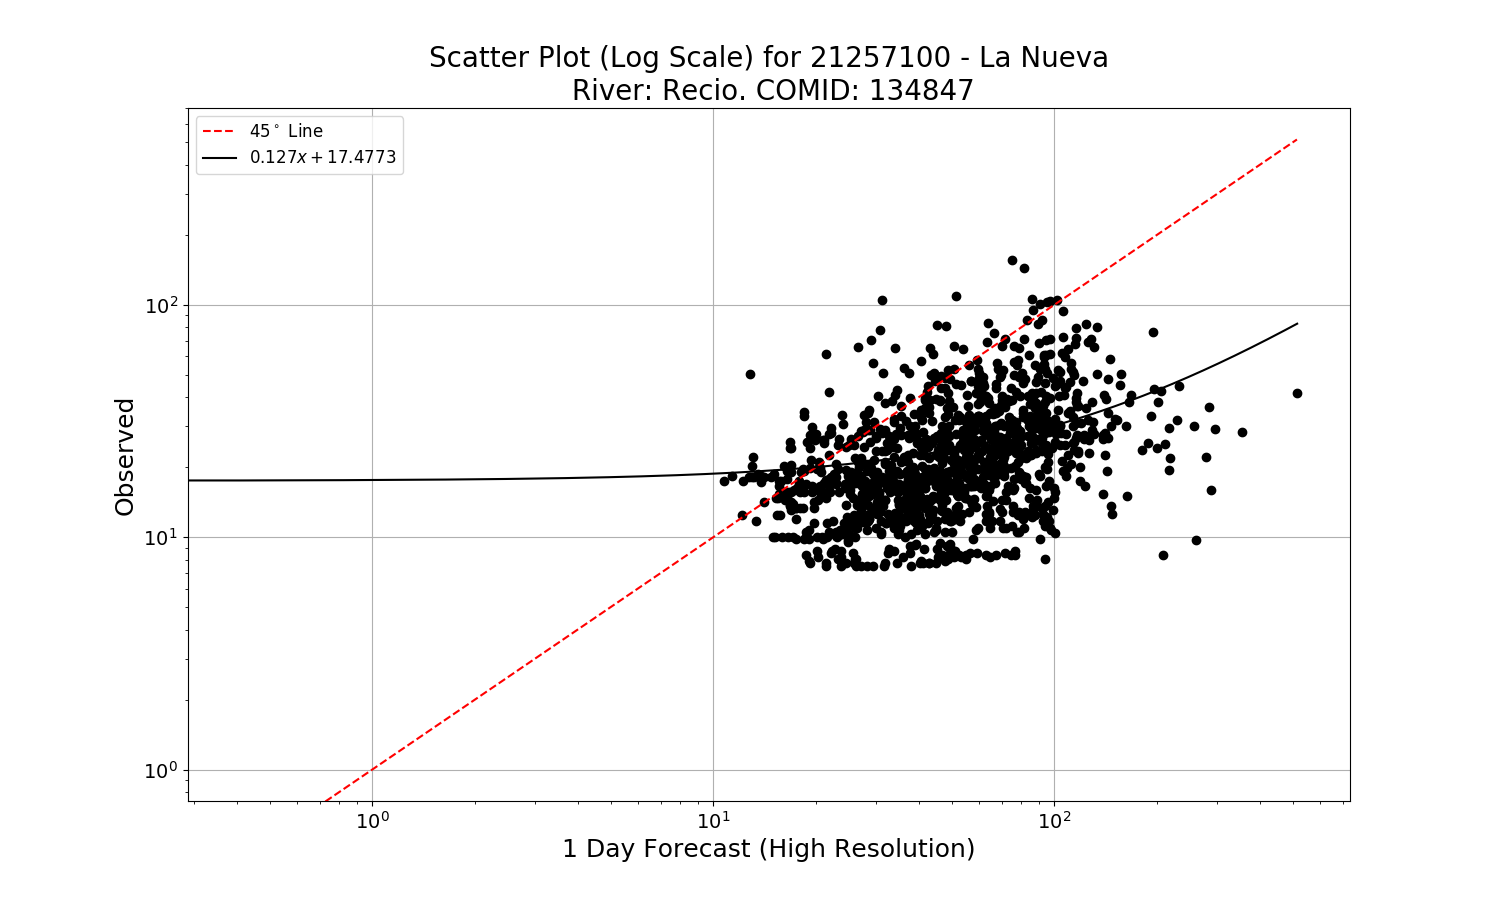 Scatter Plot (Log Scale) for 21257100 - La Nueva
River: Recio. COMID: 134847
45° Line
0.127x + 17.4773
Observed
10²
10¹
10⁰
10⁰ 10¹ 10²
1 Day Forecast (High Resolution)